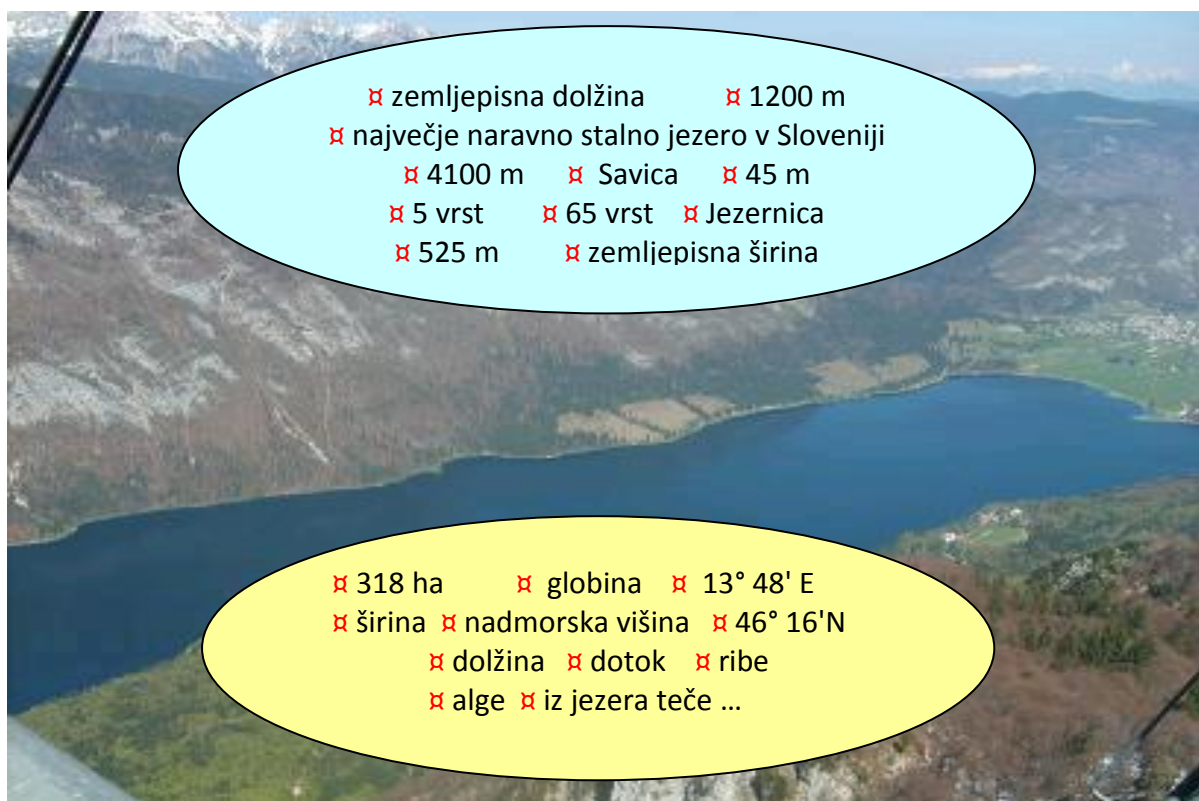 ¤ zemljepisna dolžina ¤ 1200 m
¤ največje naravno stalno jezero v Sloveniji
¤ 4100 m ¤ Savica ¤ 45 m
¤ 5 vrst ¤ 65 vrst ¤ Jezernica
¤ 525 m ¤ zemljepisna širina
¤ 318 ha ¤ globina ¤ 13° 48' E
¤ širina ¤ nadmorska višina ¤ 46° 16'N
¤ dolžina ¤ dotok ¤ ribe
¤ alge ¤ iz jezera teče …